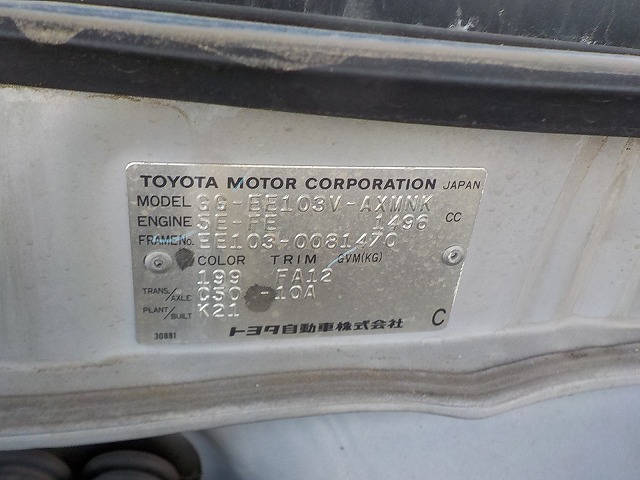 TOYOTA MOTOR CORPORATION JAPAN
MODEL GG-EE103V-AXMNK
ENGINE 5E-FE 1496 CC
FRAME No. EE103-0081470
COLOR TRIM GVM(KG)
199 FA12
TRANS./AXLE C50 -10A
PLANT/BUILT K21
トヨタ自動車株式会社 C
30881